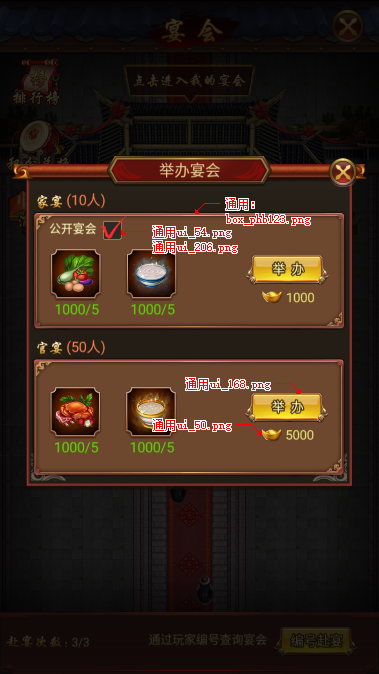 宴会
排行榜
点击进入我的宴会
举办宴会
家宴(10人)
通用:
box_phb128.png
公开宴会
通用ui_54.png
通用ui_206.png
举办
1000/5
1000/5
1000
官宴(50人)
通用ui_168.png
举办
通用ui_50.png
5000
1000/5
1000/5
赴宴次数:3/3
通过玩家编号查询宴会
编号赴宴